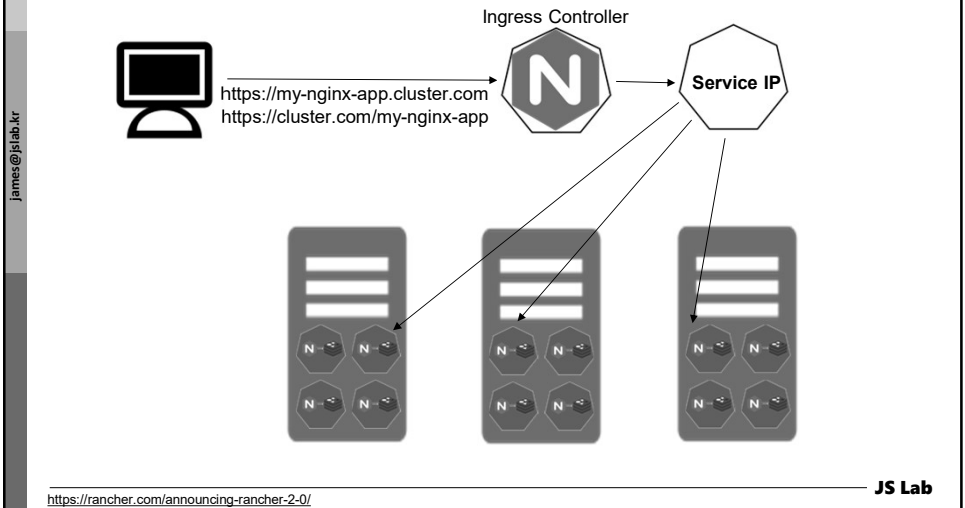 Ingress Controller
N
Service IP
https://my-nginx-app.cluster.com
https://cluster.com/my-nginx-app
james@jslab.kr
N N N N N N
N N N N N N
JS Lab
https://rancher.com/announcing-rancher-2-0/